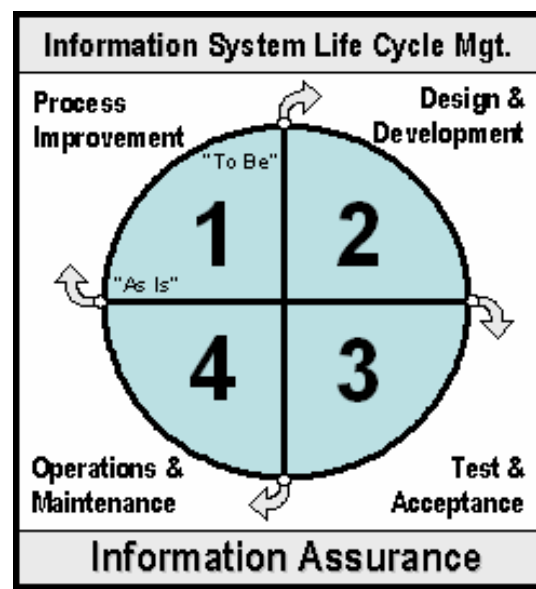 Information System Life Cycle Mgt.
Process
Improvement
Design &
Development
"To Be"
1
2
"As Is"
4
3
Operations &
Maintenance
Test &
Acceptance
Information Assurance